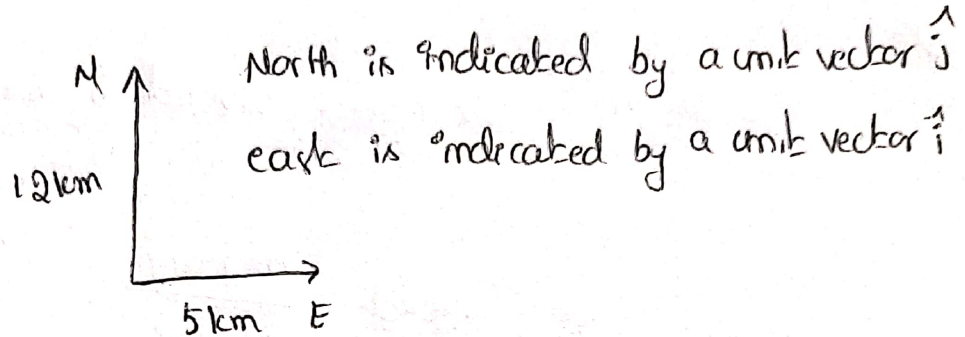 N North is indicated by a unit vector ĵ
east is indicated by a unit vector î
12km
5km E